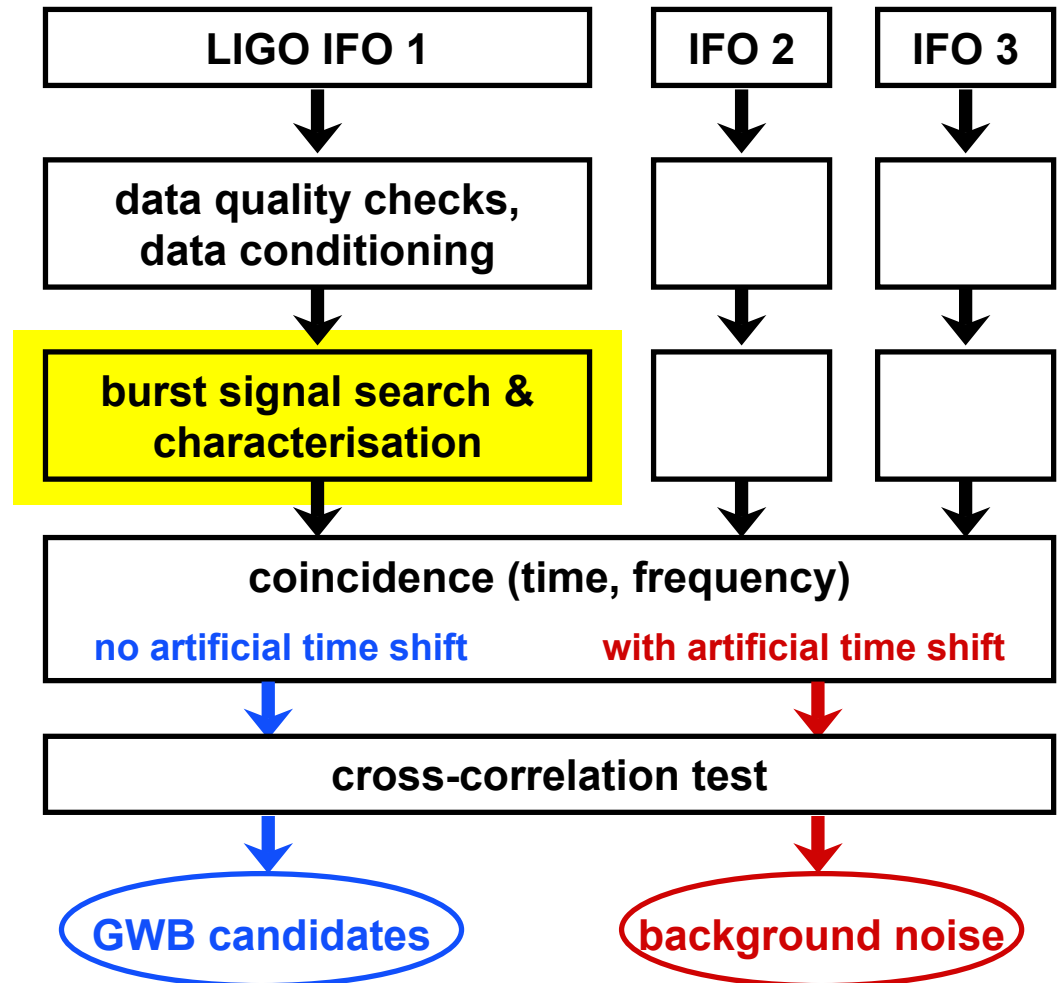 LIGO IFO 1
IFO 2
IFO 3
data quality checks,
data conditioning
burst signal search &
characterisation
coincidence (time, frequency)
no artificial time shift
with artificial time shift
cross-correlation test
GWB candidates
background noise